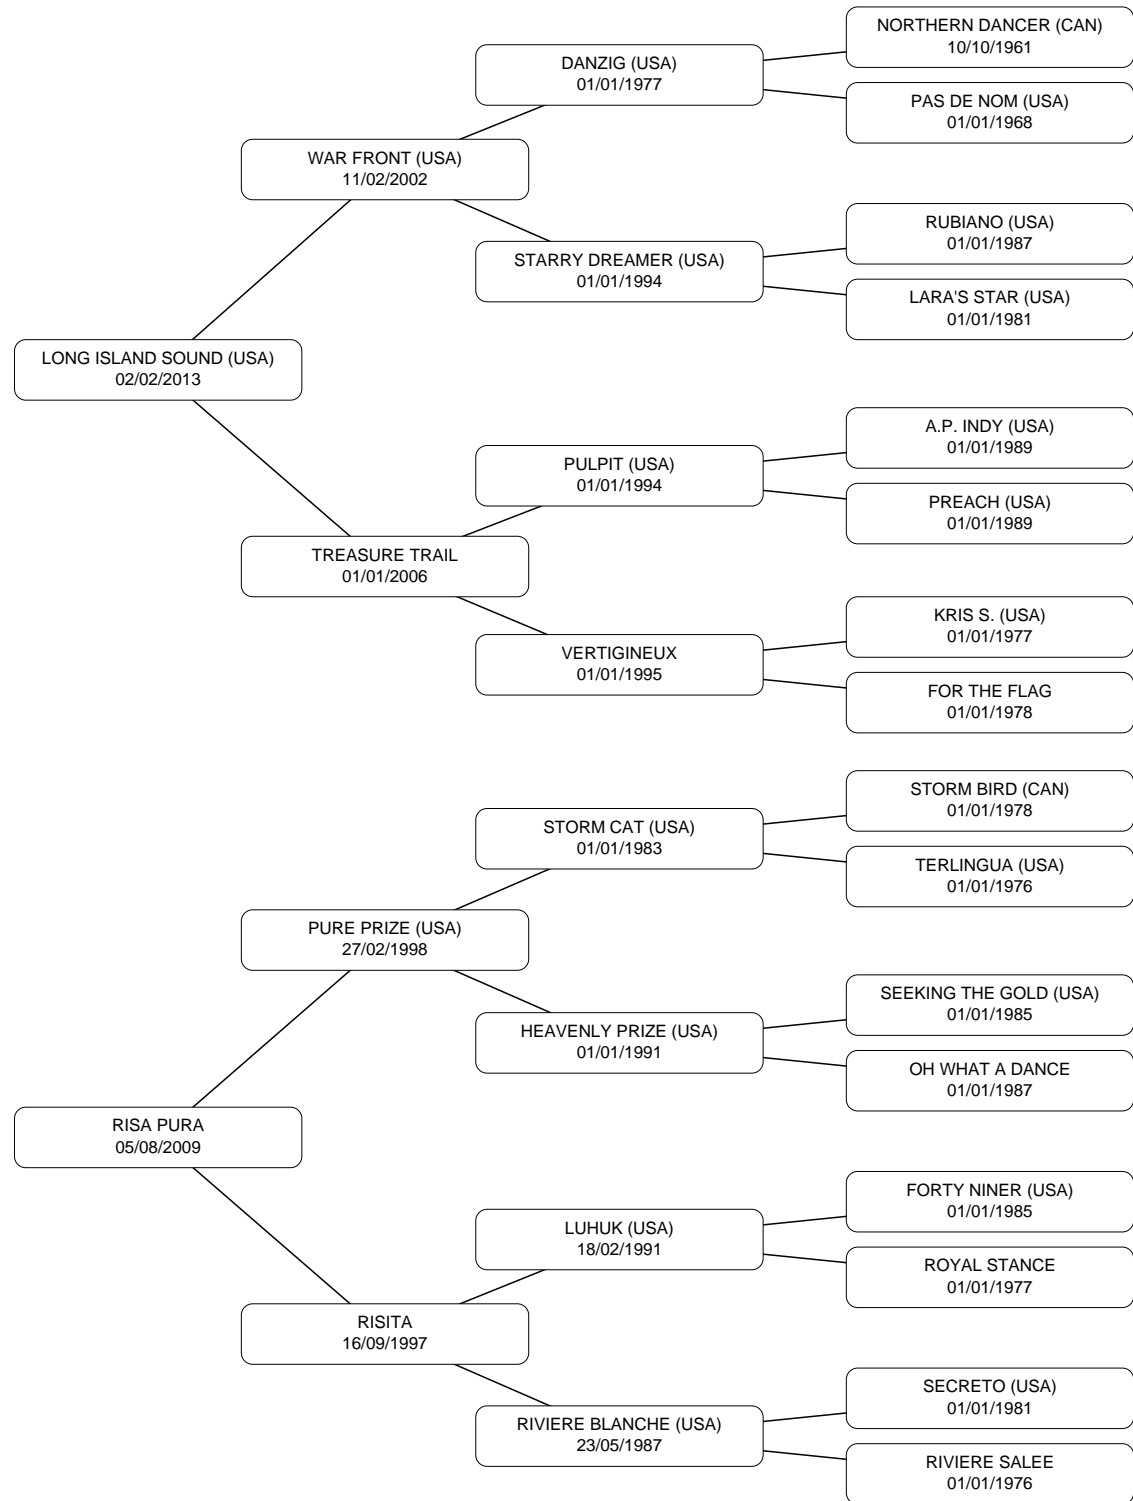 NORTHERN DANCER (CAN)
10/10/1961
DANZIG (USA)
01/01/1977
PAS DE NOM (USA)
01/01/1968
WAR FRONT (USA)
11/02/2002
RUBIANO (USA)
01/01/1987
STARRY DREAMER (USA)
01/01/1994
LARA'S STAR (USA)
01/01/1981
LONG ISLAND SOUND (USA)
02/02/2013
A.P. INDY (USA)
01/01/1989
PULPIT (USA)
01/01/1994
PREACH (USA)
01/01/1989
TREASURE TRAIL
01/01/2006
KRIS S. (USA)
01/01/1977
VERTIGINEUX
01/01/1995
FOR THE FLAG
01/01/1978
STORM BIRD (CAN)
01/01/1978
STORM CAT (USA)
01/01/1983
TERLINGUA (USA)
01/01/1976
PURE PRIZE (USA)
27/02/1998
SEEKING THE GOLD (USA)
01/01/1985
HEAVENLY PRIZE (USA)
01/01/1991
OH WHAT A DANCE
01/01/1987
RISA PURA
05/08/2009
FORTY NINER (USA)
01/01/1985
LUHUK (USA)
18/02/1991
ROYAL STANCE
01/01/1977
RISITA
16/09/1997
SECRETO (USA)
01/01/1981
RIVIERE BLANCHE (USA)
23/05/1987
RIVIERE SALEE
01/01/1976